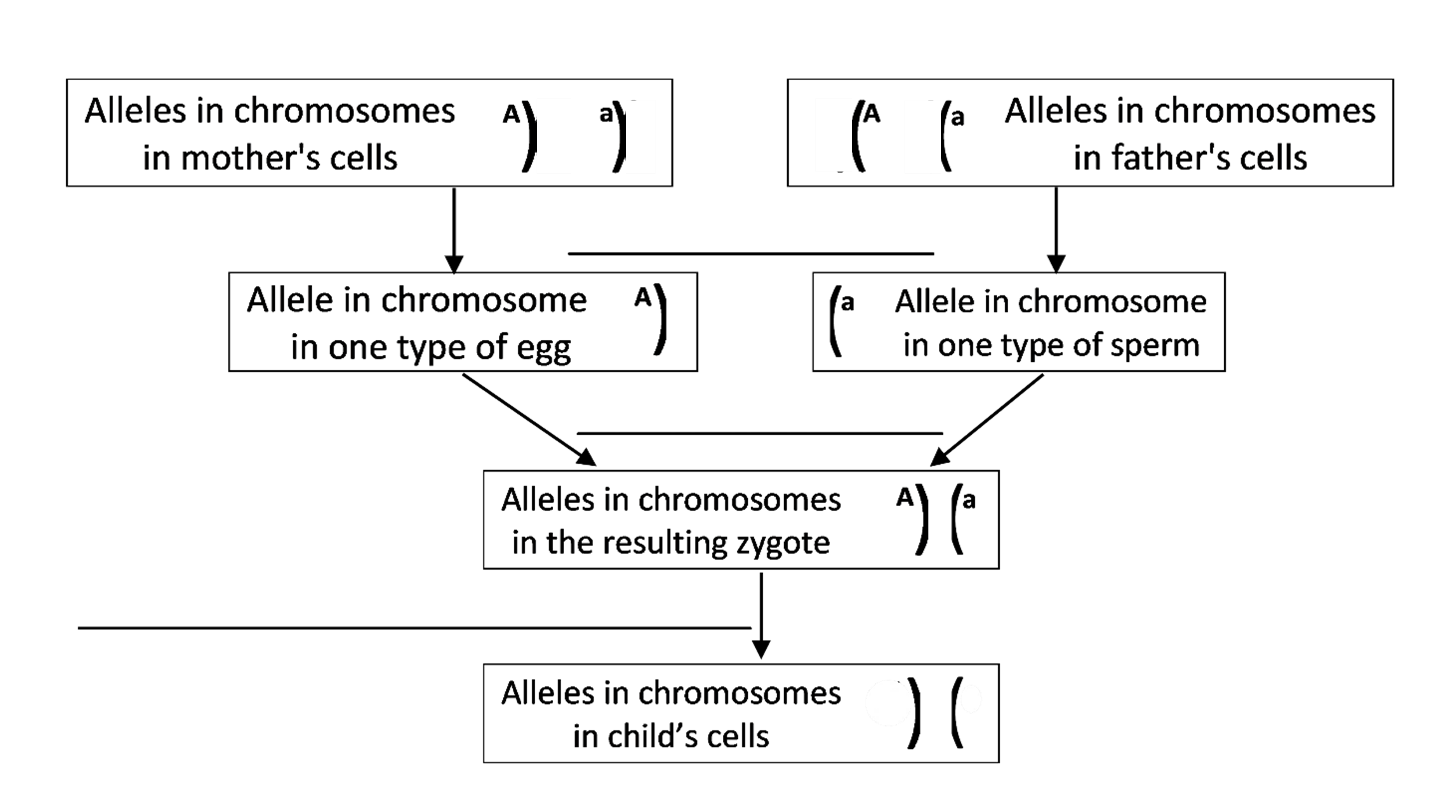 Alleles in chromosomes
in mother's cells
A
a
A
a
Alleles in chromosomes
in father's cells
Allele in chromosome
in one type of egg
A
a
Allele in chromosome
in one type of sperm
Alleles in chromosomes
in the resulting zygote
A
a
Alleles in chromosomes
in child’s cells